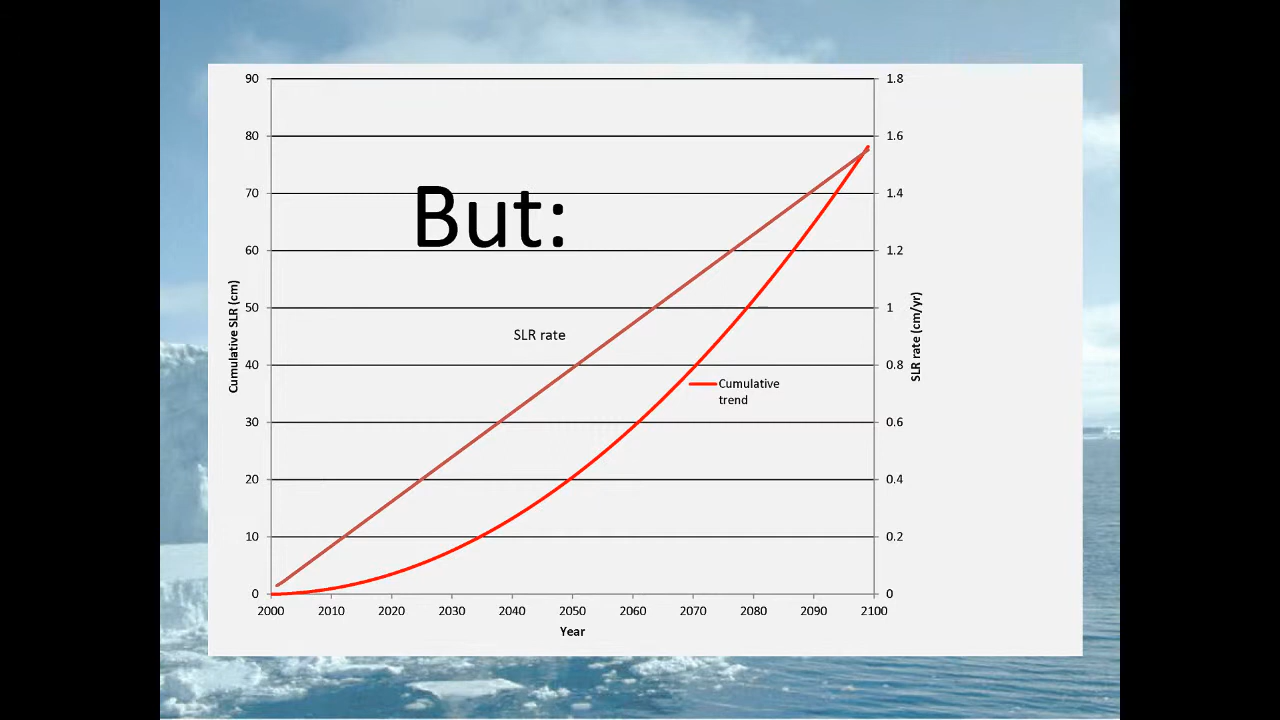 90
80
70
60
50
40
30
20
10
0
1.8
1.6
1.4
1.2
1
0.8
0.6
0.4
0.2
0
But:
SLR rate
Cumulative
trend
Cumulative SLR (cm)
SLR rate (cm/yr)
2000 2010 2020 2030 2040 2050 2060 2070 2080 2090 2100
Year